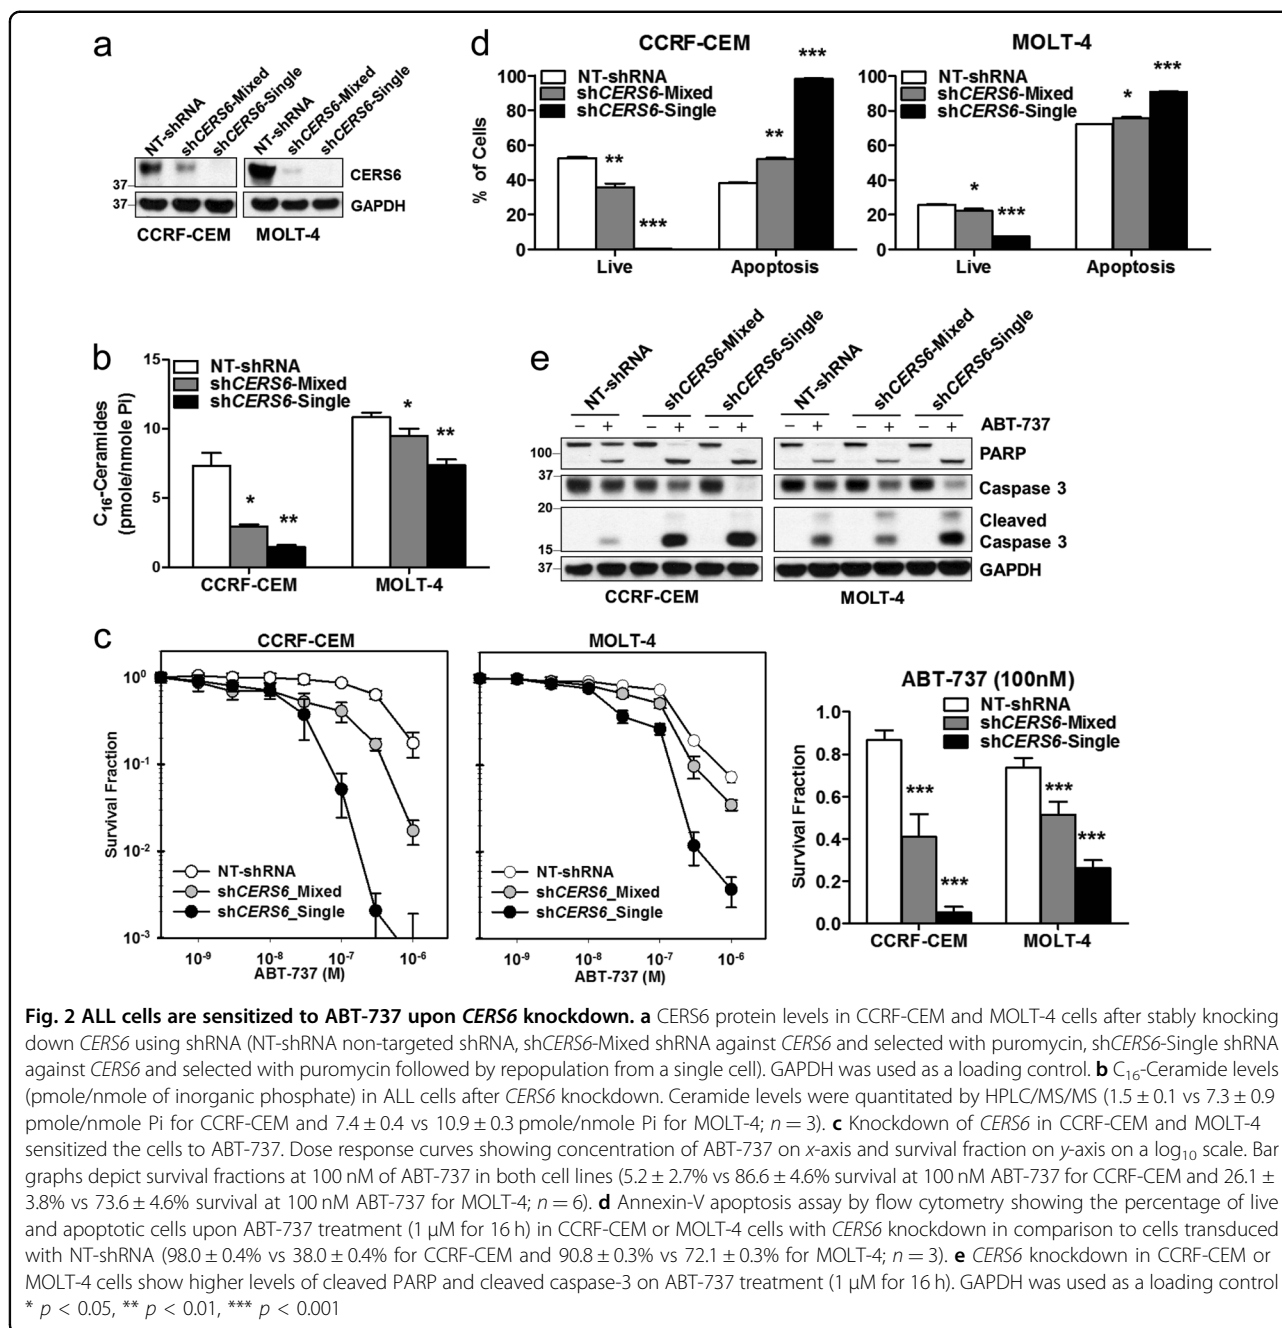 a
NT-shRNA
shCERS6-Mixed
shCERS6-Single
NT-shRNA
shCERS6-Mixed
shCERS6-Single
37
CERS6
37
GAPDH
CCRF-CEM
MOLT-4
d
CCRF-CEM
MOLT-4
% of Cells
100
80
60
40
20
0
NT-shRNA
shCERS6-Mixed
shCERS6-Single
**
***
**
***
Live
Apoptosis
100
80
60
40
20
0
NT-shRNA
shCERS6-Mixed
shCERS6-Single
*
***
*
***
Live
Apoptosis
b
C16-Ceramides
(pmole/nmole Pi)
15
10
5
0
NT-shRNA
shCERS6-Mixed
shCERS6-Single
*
**
*
**
CCRF-CEM
MOLT-4
e
NT-shRNA
shCERS6-Mixed
shCERS6-Single
NT-shRNA
shCERS6-Mixed
shCERS6-Single
– + – + – + – + – + – + ABT-737
100
PARP
37
Caspase 3
20
Cleaved
Caspase 3
15
37
GAPDH
CCRF-CEM
MOLT-4
c
CCRF-CEM
Survival Fraction
10⁰
10⁻¹
10⁻²
10⁻³
NT-shRNA
shCERS6_Mixed
shCERS6_Single
10⁻⁹ 10⁻⁸ 10⁻⁷ 10⁻⁶
ABT-737 (M)
MOLT-4
NT-shRNA
shCERS6_Mixed
shCERS6_Single
10⁻⁹ 10⁻⁸ 10⁻⁷ 10⁻⁶
ABT-737 (M)
ABT-737 (100nM)
Survival Fraction
1.0
0.8
0.6
0.4
0.2
0.0
NT-shRNA
shCERS6-Mixed
shCERS6-Single
***
***
***
***
CCRF-CEM
MOLT-4
Fig. 2 ALL cells are sensitized to ABT-737 upon CERS6 knockdown. a CERS6 protein levels in CCRF-CEM and MOLT-4 cells after stably knocking
down CERS6 using shRNA (NT-shRNA non-targeted shRNA, shCERS6-Mixed shRNA against CERS6 and selected with puromycin, shCERS6-Single shRNA
against CERS6 and selected with puromycin followed by repopulation from a single cell). GAPDH was used as a loading control. b C16-Ceramide levels
(pmole/nmole of inorganic phosphate) in ALL cells after CERS6 knockdown. Ceramide levels were quantitated by HPLC/MS/MS (1.5 ± 0.1 vs 7.3 ± 0.9
pmole/nmole Pi for CCRF-CEM and 7.4 ± 0.4 vs 10.9 ± 0.3 pmole/nmole Pi for MOLT-4; n = 3). c Knockdown of CERS6 in CCRF-CEM and MOLT-4
sensitized the cells to ABT-737. Dose response curves showing concentration of ABT-737 on x-axis and survival fraction on y-axis on a log10 scale. Bar
graphs depict survival fractions at 100 nM of ABT-737 in both cell lines (5.2 ± 2.7% vs 86.6 ± 4.6% survival at 100 nM ABT-737 for CCRF-CEM and 26.1 ±
3.8% vs 73.6 ± 4.6% survival at 100 nM ABT-737 for MOLT-4; n = 6). d Annexin-V apoptosis assay by flow cytometry showing the percentage of live
and apoptotic cells upon ABT-737 treatment (1 µM for 16 h) in CCRF-CEM or MOLT-4 cells with CERS6 knockdown in comparison to cells transduced
with NT-shRNA (98.0 ± 0.4% vs 38.0 ± 0.4% for CCRF-CEM and 90.8 ± 0.3% vs 72.1 ± 0.3% for MOLT-4; n = 3). e CERS6 knockdown in CCRF-CEM or
MOLT-4 cells show higher levels of cleaved PARP and cleaved caspase-3 on ABT-737 treatment (1 µM for 16 h). GAPDH was used as a loading control
* p < 0.05, ** p < 0.01, *** p < 0.001